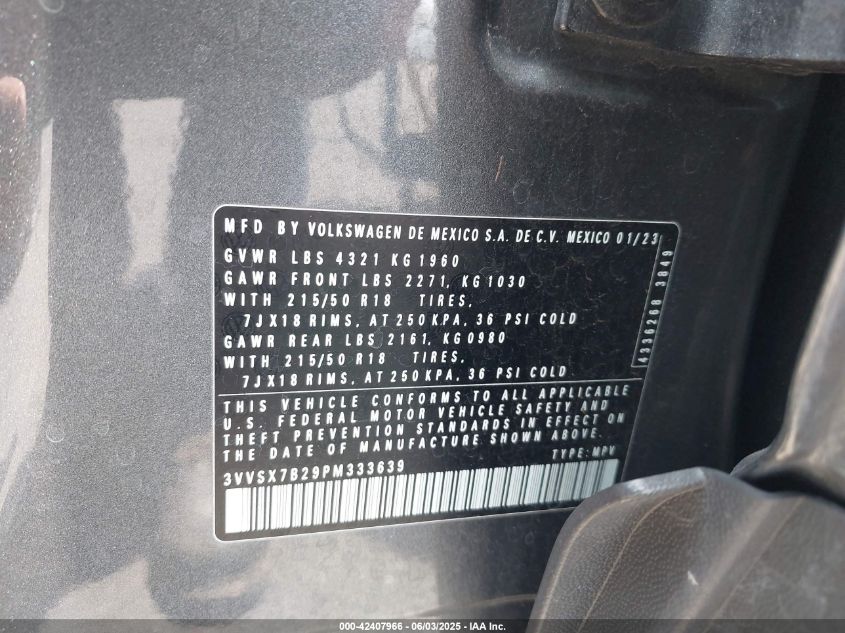 MFD BY VOLKSWAGEN DE MEXICO S.A. DE C.V. MEXICO 01/23
GVWR LBS 4321 KG 1960
GAWR FRONT LBS 2271, KG 1030
WITH 215/50 R18 TIRES,
7JX18 RIMS, AT 250 KPA, 36 PSI COLD
GAWR REAR LBS 2161, KG0980
WITH 215/50 R18 TIRES,
7JX18 RIMS, AT 250 KPA, 36 PSI COLD
4336268 3849
THIS VEHICLE CONFORMS TO ALL APPLICABLE
U.S. FEDERAL MOTOR VEHICLE SAFETY AND
THEFT PREVENTION STANDARDS IN EFFECT ON
THE DATE OF MANUFACTURE SHOWN ABOVE.
TYPE: MPV
3VVSX7B29PM333639
000-42407966 - 06/03/2025 - IAA Inc.